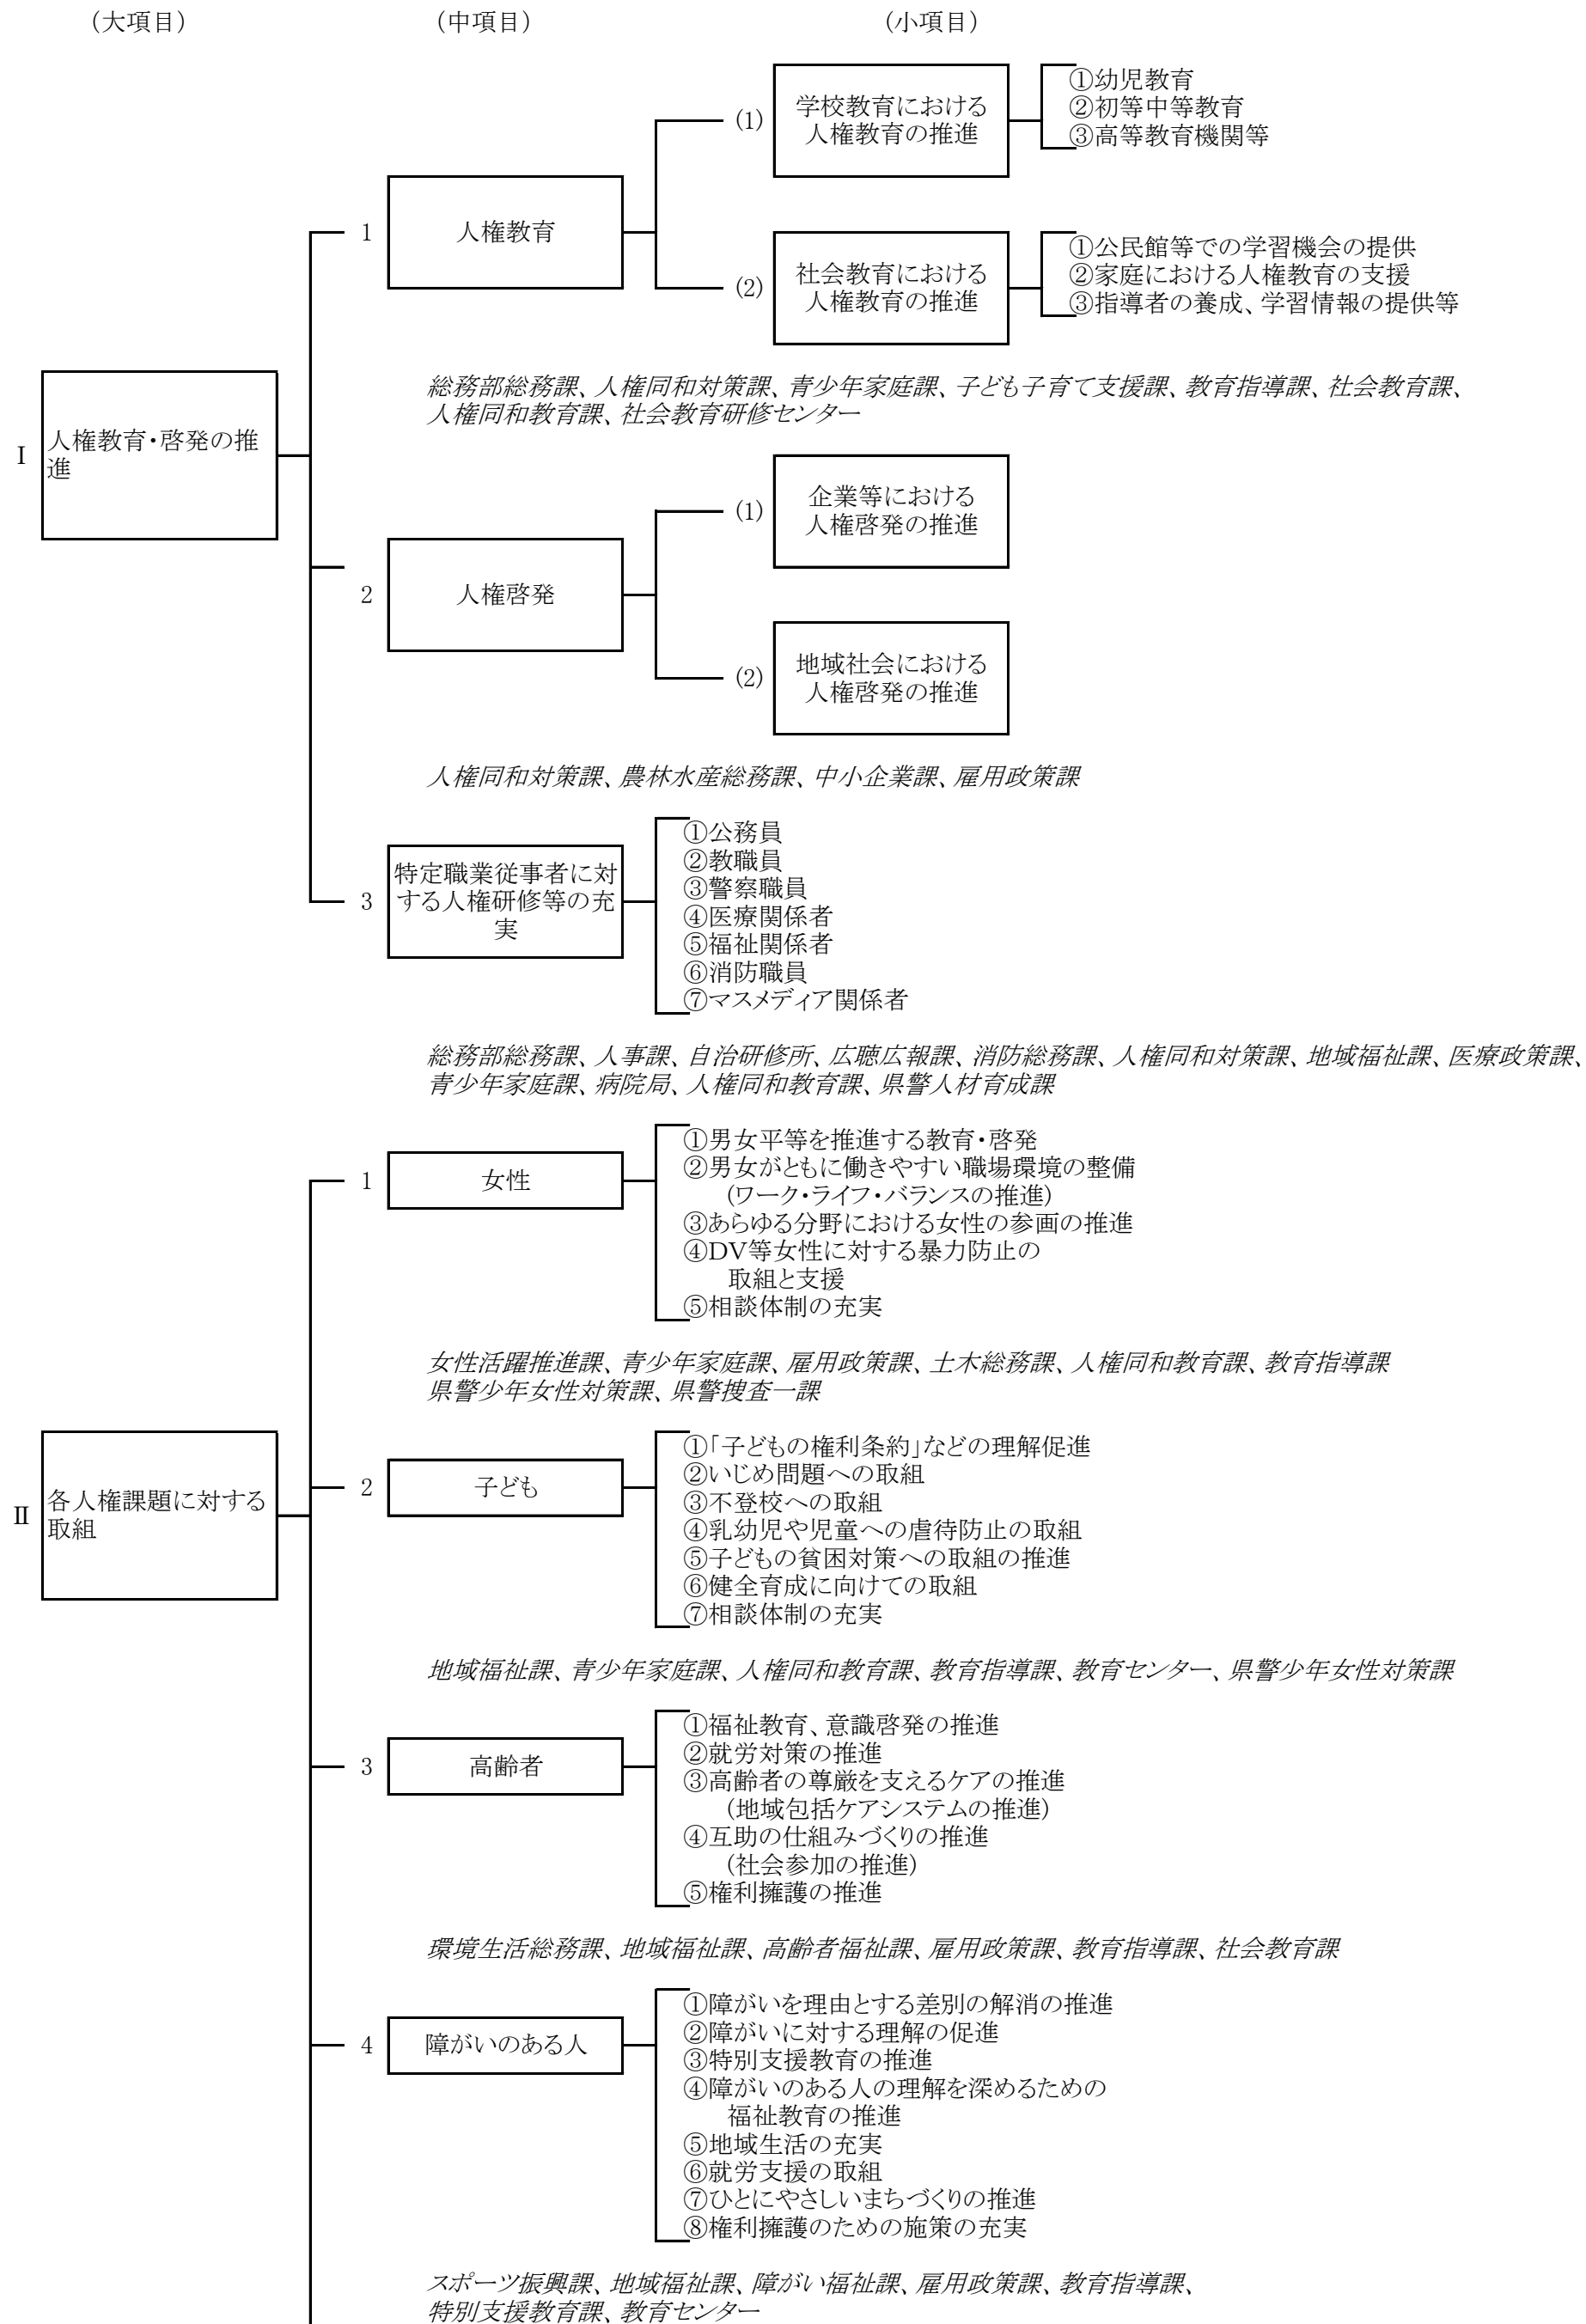 （大項目） （中項目） （小項目）
(1) 学校教育における
人権教育の推進
①幼児教育
②初等中等教育
③高等教育機関等
1 人権教育
(2) 社会教育における
人権教育の推進
①公民館等での学習機会の提供
②家庭における人権教育の支援
③指導者の養成、学習情報の提供等
総務部総務課、人権同和対策課、青少年家庭課、子ども子育て支援課、教育指導課、社会教育課、
人権同和教育課、社会教育研修センター
Ⅰ 人権教育・啓発の推
進
(1) 企業等における
人権啓発の推進
2 人権啓発
(2) 地域社会における
人権啓発の推進
人権同和対策課、農林水産総務課、中小企業課、雇用政策課
3 特定職業従事者に対
する人権研修等の充
実
①公務員
②教職員
③警察職員
④医療関係者
⑤福祉関係者
⑥消防職員
⑦マスメディア関係者
総務部総務課、人事課、自治研修所、広聴広報課、消防総務課、人権同和対策課、地域福祉課、医療政策課、
青少年家庭課、病院局、人権同和教育課、県警人材育成課
1 女性
①男女平等を推進する教育・啓発
②男女がともに働きやすい職場環境の整備
（ワーク・ライフ・バランスの推進）
③あらゆる分野における女性の参画の推進
④DV等女性に対する暴力防止の
取組と支援
⑤相談体制の充実
女性活躍推進課、青少年家庭課、雇用政策課、土木総務課、人権同和教育課、教育指導課
県警少年女性対策課、県警捜査一課
Ⅱ 各人権課題に対する
取組
2 子ども
①「子どもの権利条約」などの理解促進
②いじめ問題への取組
③不登校への取組
④乳幼児や児童への虐待防止の取組
⑤子どもの貧困対策への取組の推進
⑥健全育成に向けての取組
⑦相談体制の充実
地域福祉課、青少年家庭課、人権同和教育課、教育指導課、教育センター、県警少年女性対策課
3 高齢者
①福祉教育、意識啓発の推進
②就労対策の推進
③高齢者の尊厳を支えるケアの推進
（地域包括ケアシステムの推進）
④互助の仕組みづくりの推進
（社会参加の推進）
⑤権利擁護の推進
環境生活総務課、地域福祉課、高齢者福祉課、雇用政策課、教育指導課、社会教育課
4 障がいのある人
①障がいを理由とする差別の解消の推進
②障がいに対する理解の促進
③特別支援教育の推進
④障がいのある人の理解を深めるための
福祉教育の推進
⑤地域生活の充実
⑥就労支援の取組
⑦ひとにやさしいまちづくりの推進
⑧権利擁護のための施策の充実
スポーツ振興課、地域福祉課、障がい福祉課、雇用政策課、教育指導課、
特別支援教育課、教育センター